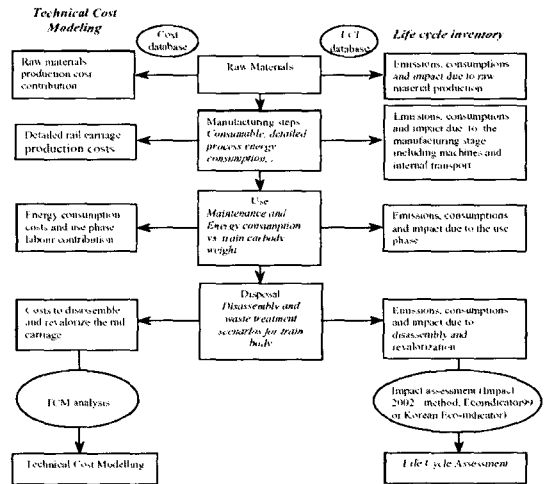 Technical Cost
Modeling
Cost
database
LCI
database
Life cycle inventory
Raw materials
production cost
contribution
Raw Materials
Emissions, consumptions
and impact due to raw
material production
Detailed rail carriage
production costs
Manufacturing steps
Consumable, detailed
process energy
consumption, .
Emissions, consumptions
and impact due to the
manufacturing stage
including machines and
internal transport
Energy consumption
costs and use phase
labour contribution
Use
Maintenance and
Energy consumption
vs train carbody
weight
Emissions, consumptions
and impact due to the use
phase
Costs to disassemble
and revalorize the rail
carriage
Disposal
Disassembly and
waste treatment
scenarios for train
body
Emissions, consumptions
and impact due to
disassembly and
revalorization
TCM analysis
Impact assessment (Impact
2002 method, Ecoindicator99
or Korean Eco-indicator)
Technical Cost Modelling
Life Cycle Assessment